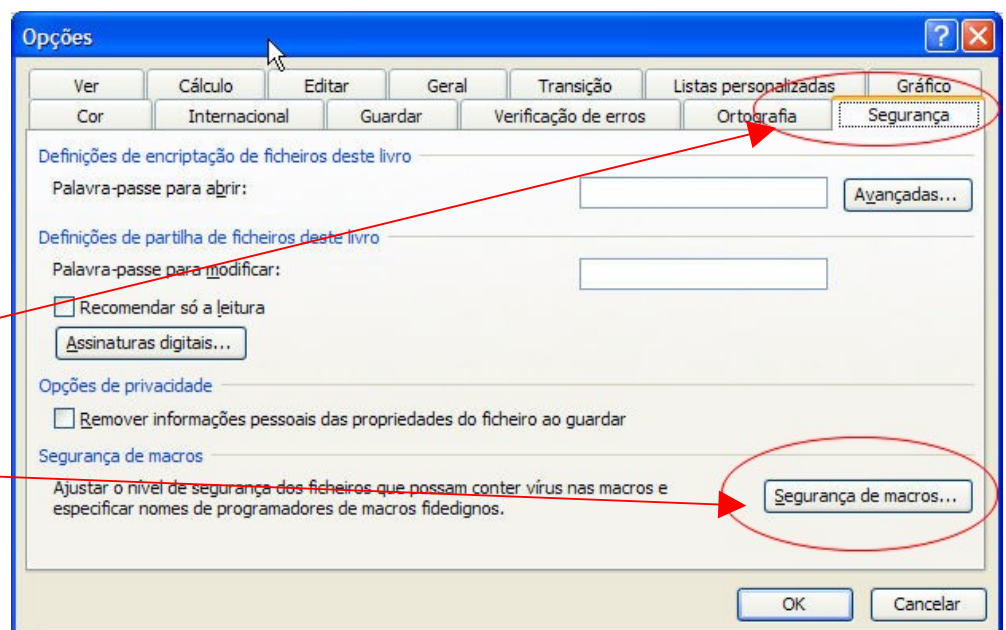 Opções
Ver Cálculo Editar Geral Transição Listas personalizadas Gráfico
Cor Internacional Guardar Verificação de erros Ortografia Segurança
Definições de encriptação de ficheiros deste livro
Palavra-passe para abrir: Avançadas...
Definições de partilha de ficheiros deste livro
Palavra-passe para modificar:
Recomendar só a leitura
Assinaturas digitais...
Opções de privacidade
Remover informações pessoais das propriedades do ficheiro ao guardar
Segurança de macros
Ajustar o nível de segurança dos ficheiros que possam conter vírus nas macros e
especificar nomes de programadores de macros fidedignos.
Segurança de macros...
OK Cancelar